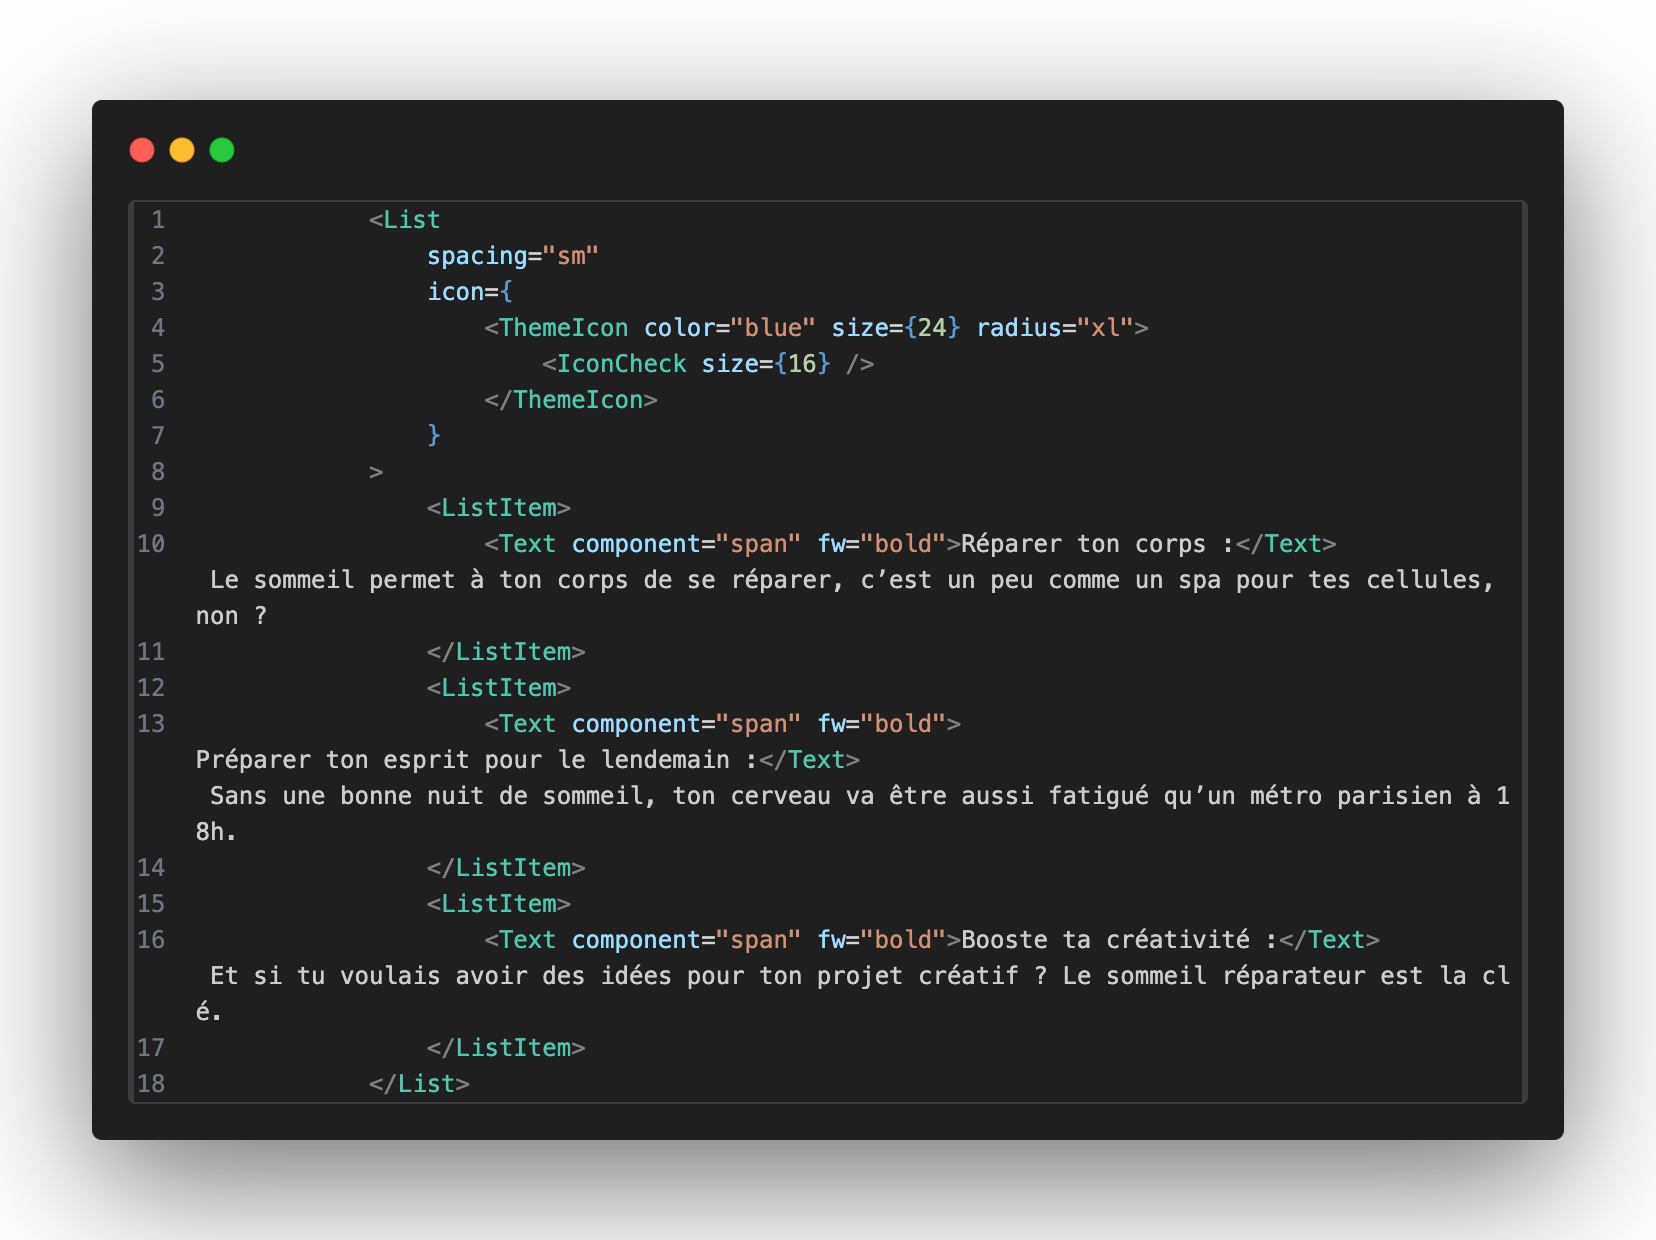 1 <List
2 spacing="sm"
3 icon={
4 <ThemeIcon color="blue" size={24} radius="xl">
5 <IconCheck size={16} />
6 </ThemeIcon>
7 }
8 >
9 <ListItem>
10 <Text component="span" fw="bold">Réparer ton corps :</Text>
Le sommeil permet à ton corps de se réparer, c’est un peu comme un spa pour tes cellules,
non ?
11 </ListItem>
12 <ListItem>
13 <Text component="span" fw="bold">
Préparer ton esprit pour le lendemain :</Text>
Sans une bonne nuit de sommeil, ton cerveau va être aussi fatigué qu’un métro parisien à 1
8h.
14 </ListItem>
15 <ListItem>
16 <Text component="span" fw="bold">Booste ta créativité :</Text>
Et si tu voulais avoir des idées pour ton projet créatif ? Le sommeil réparateur est la cl
é.
17 </ListItem>
18 </List>